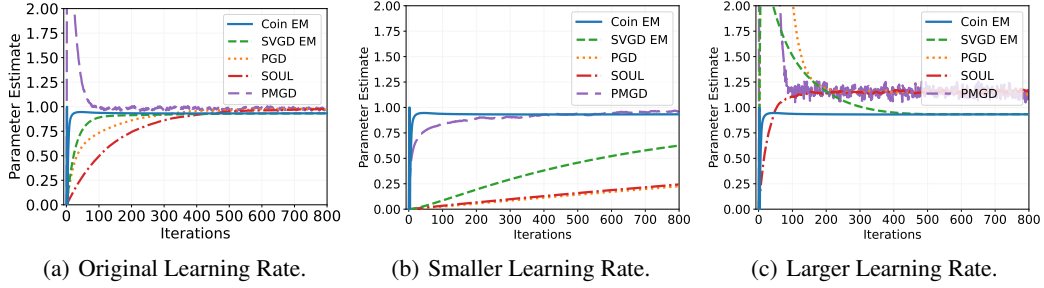 2.00
1.75
1.50
1.25
1.00
0.75
0.50
0.25
0.00
Parameter Estimate
Coin EM
SVGD EM
PGD
SOUL
PMGD
0 100 200 300 400 500 600 700 800
Iterations
(a) Original Learning Rate.
2.00
1.75
1.50
1.25
1.00
0.75
0.50
0.25
0.00
Parameter Estimate
Coin EM
SVGD EM
PGD
SOUL
PMGD
0 100 200 300 400 500 600 700 800
Iterations
(b) Smaller Learning Rate.
2.00
1.75
1.50
1.25
1.00
0.75
0.50
0.25
0.00
Parameter Estimate
Coin EM
SVGD EM
PGD
SOUL
PMGD
0 100 200 300 400 500 600 700 800
Iterations
(c) Larger Learning Rate.